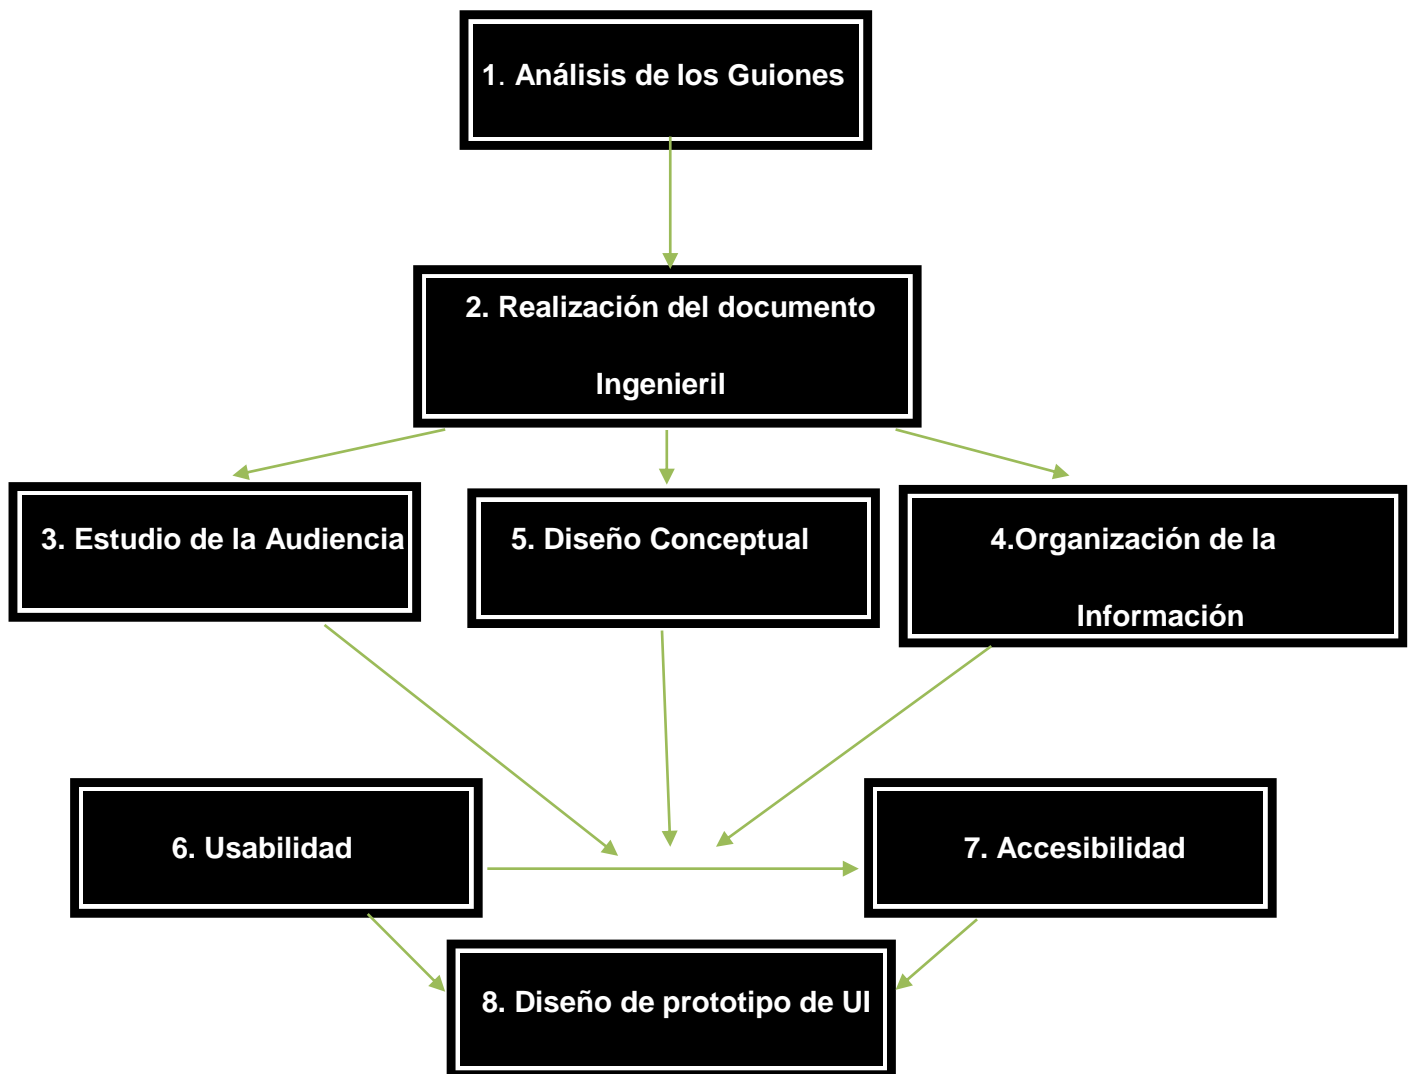 1. Análisis de los Guiones
2. Realización del documento
Ingenieril
3. Estudio de la Audiencia
5. Diseño Conceptual
4.Organización de la
Información
6. Usabilidad
7. Accesibilidad
8. Diseño de prototipo de UI